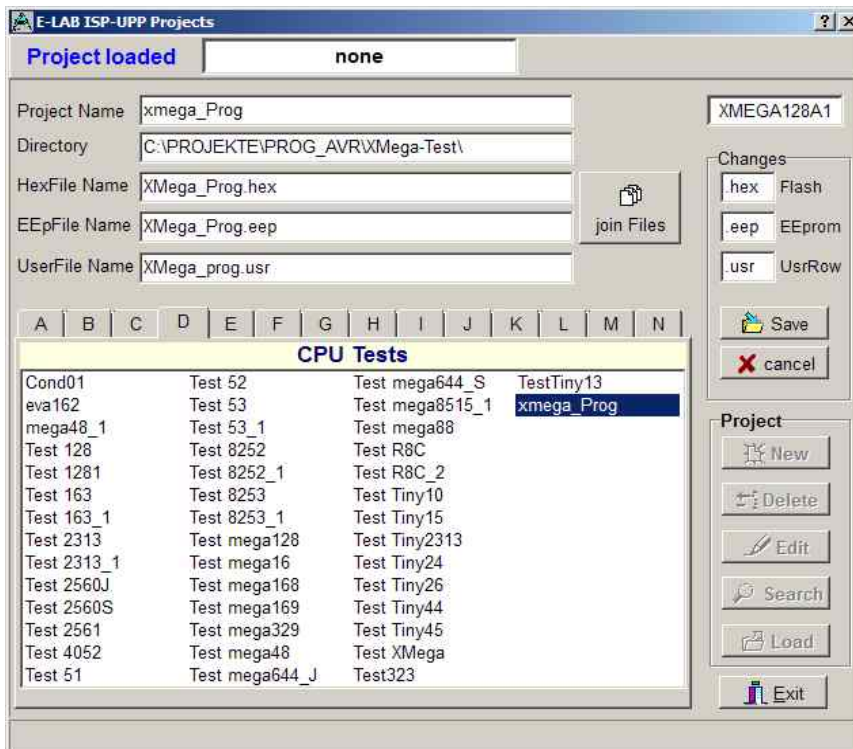 E-LAB ISP-UPP Projects
Project loaded
none
Project Name
xmega_Prog
XMEGA128A1
Directory
C:\PROJEKTE\PROG_AVR\XMega-Test\
HexFile Name
XMega_Prog.hex
EEpFile Name
XMega_Prog.eep
UserFile Name
XMega_prog.usr
join Files
Changes
.hex Flash
.eep EEprom
.usr UsrRow
Save
cancel
A B C D E F G H I J K L M N
CPU Tests
Cond01
eva162
mega48_1
Test 128
Test 1281
Test 163
Test 163_1
Test 2313
Test 2313_1
Test 2560J
Test 2560S
Test 2561
Test 4052
Test 51
Test 52
Test 53
Test 53_1
Test 8252
Test 8252_1
Test 8253
Test 8253_1
Test mega128
Test mega16
Test mega168
Test mega169
Test mega329
Test mega48
Test mega644_J
Test mega644_S
Test mega8515_1
Test mega88
Test R8C
Test R8C_2
Test Tiny10
Test Tiny15
Test Tiny2313
Test Tiny24
Test Tiny26
Test Tiny44
Test Tiny45
Test XMega
Test323
TestTiny13
xmega_Prog
Project
New
Delete
Edit
Search
Load
Exit